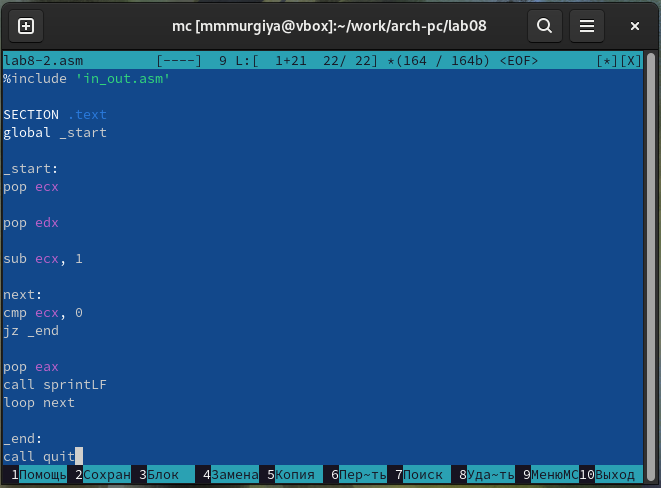 mc [mmmurgiya@vbox]:~/work/arch-pc/lab08
lab8-2.asm [----] 9 L:[ 1+21 22/ 22] *(164 / 164b) <EOF> [*][X]
%include 'in_out.asm'
SECTION .text
global _start
_start:
pop ecx
pop edx
sub ecx, 1
next:
cmp ecx, 0
jz _end
pop eax
call sprintLF
loop next
_end:
call quit
1Помощь 2Сохран 3Блок 4Замена 5Копия 6Пер~ть 7Поиск 8Уда~ть 9МенюMC 10Выход